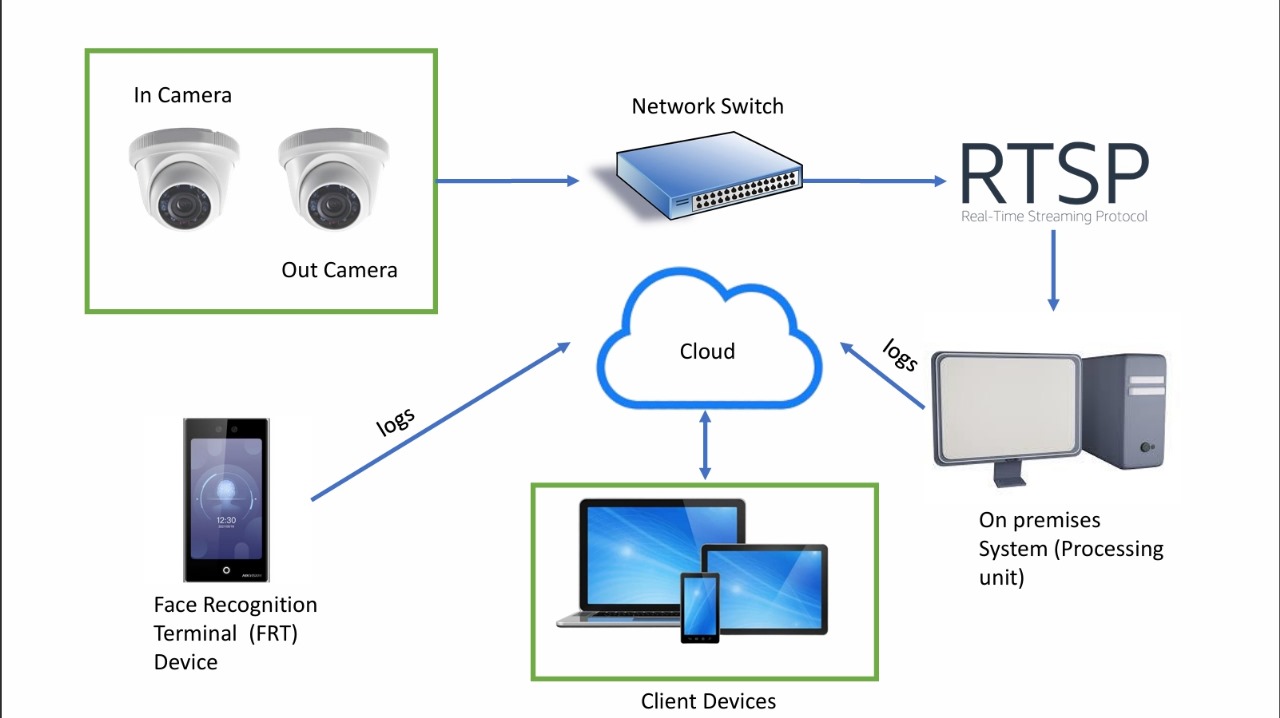 In Camera
Out Camera
Network Switch
RTSP
Real-Time Streaming Protocol
Cloud
logs
logs
12:30
HIKVISION
Face Recognition
Terminal (FRT)
Device
On premises
System (Processing
unit)
Client Devices